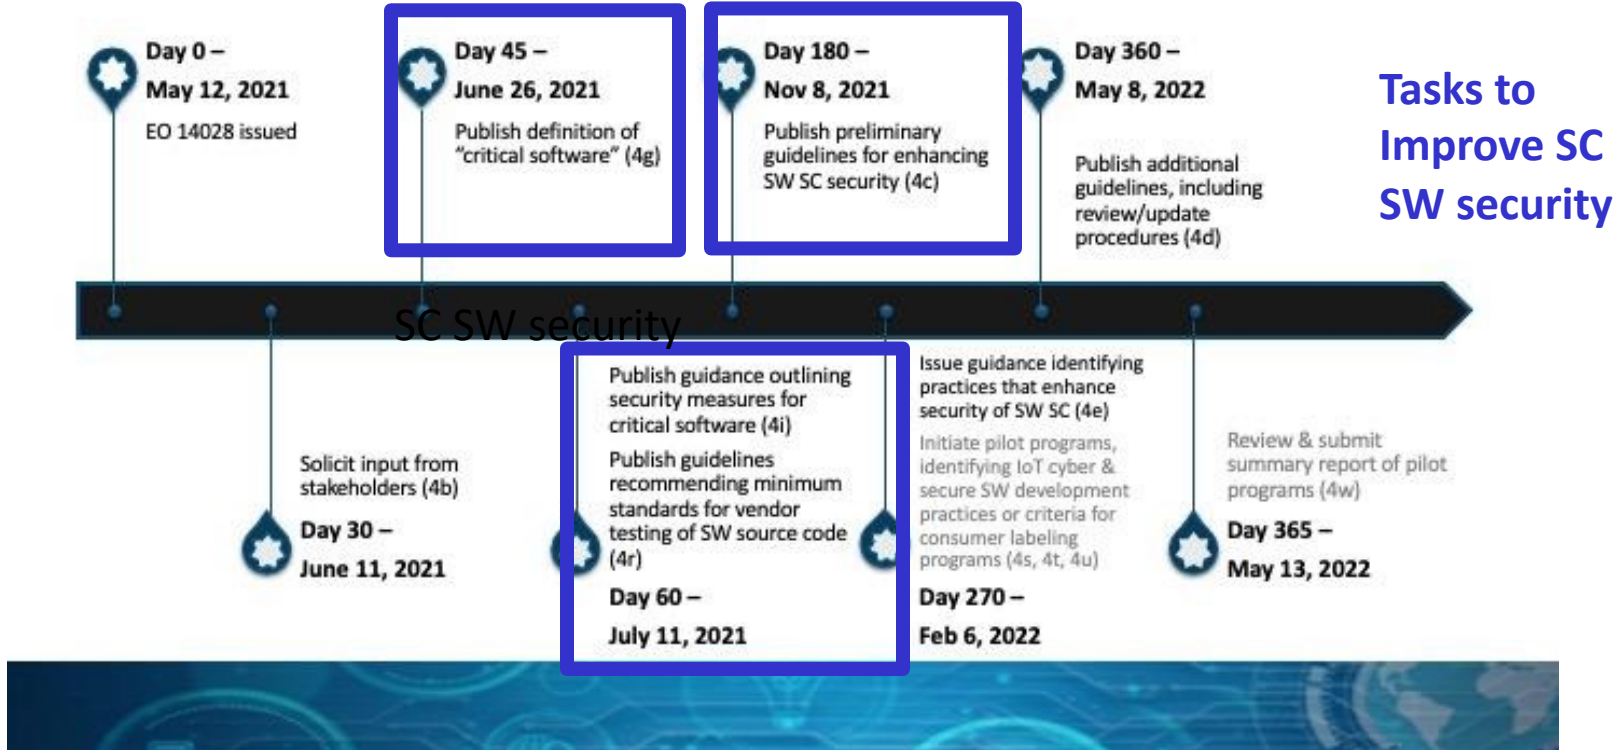 Day 0 –
May 12, 2021
EO 14028 issued
Day 45 –
June 26, 2021
Publish definition of
“critical software” (4g)
Day 180 –
Nov 8, 2021
Publish preliminary
guidelines for enhancing
SW SC security (4c)
Day 360 –
May 8, 2022
Publish additional
guidelines, including
review/update
procedures (4d)
Tasks to
Improve SC
SW security
SC SW security
Solicit input from
stakeholders (4b)
Day 30 –
June 11, 2021
Publish guidance outlining
security measures for
critical software (4i)
Publish guidelines
recommending minimum
standards for vendor
testing of SW source code
(4r)
Day 60 –
July 11, 2021
Issue guidance identifying
practices that enhance
security of SW SC (4e)
Initiate pilot programs,
identifying IoT cyber &
secure SW development
practices or criteria for
consumer labeling
programs (4s, 4t, 4u)
Day 270 –
Feb 6, 2022
Review & submit
summary report of pilot
programs (4w)
Day 365 –
May 13, 2022